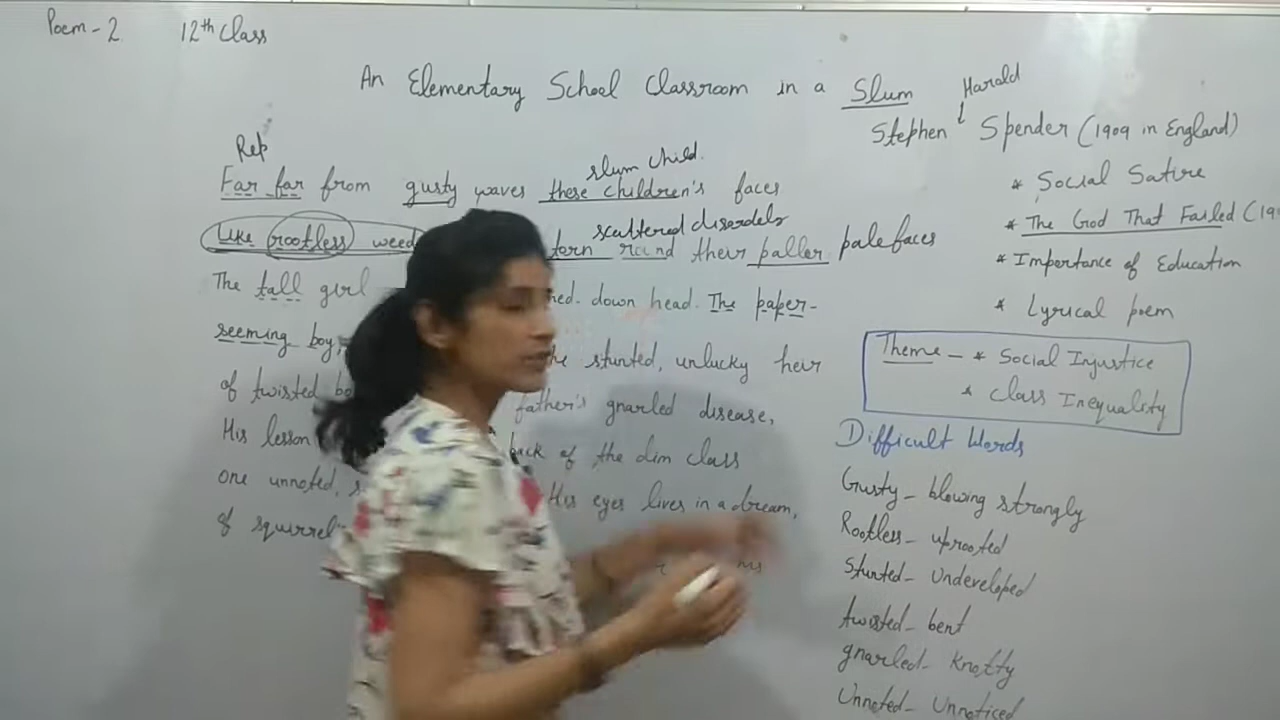 Poem-2 12th Class
An Elementary School Classroom in a Slum
Harold
Stephen Spender (1909 in England)
Rep
slum child.
Far far from gusty waves these children's faces
scattered disorderly
Like rootless weed torn round their pallor pale faces
The tall girl down head. The paper-
seeming boy, stunted, unlucky heir
of twisted father's gnarled disease,
His lesson back of the dim class
one unnoted, His eyes lives in a dream,
of squirrel
* Social Satire
* The God That Failed (19
* Importance of Education
* Lyrical poem
Theme - * Social Injustice
* Class Inequality
Difficult Words
Gusty - blowing strongly
Rootless - uprooted
Stunted - Undeveloped
twisted - bent
gnarled - Knotty
Unnoted - Unnoticed